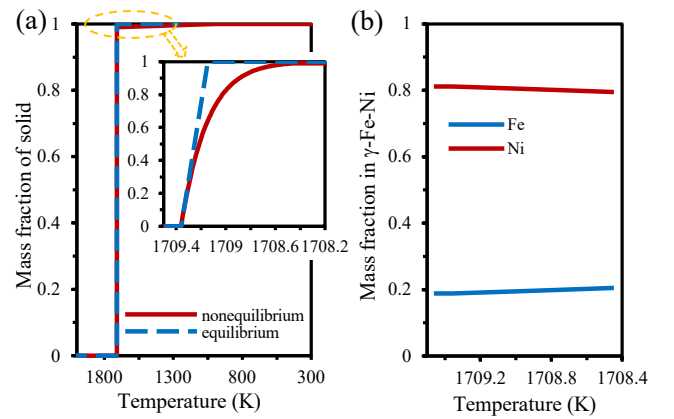 (a)
Mass fraction of solid
1
0.8
0.6
0.4
0.2
0
1
0.8
0.6
0.4
0.2
0
1709.4 1709 1708.6 1708.2
nonequilibrium
equilibrium
1800 1300 800 300
Temperature (K)
(b)
Mass fraction in γ-Fe-Ni
1
0.8
0.6
0.4
0.2
0
Fe
Ni
1709.2 1708.8 1708.4
Temperature (K)